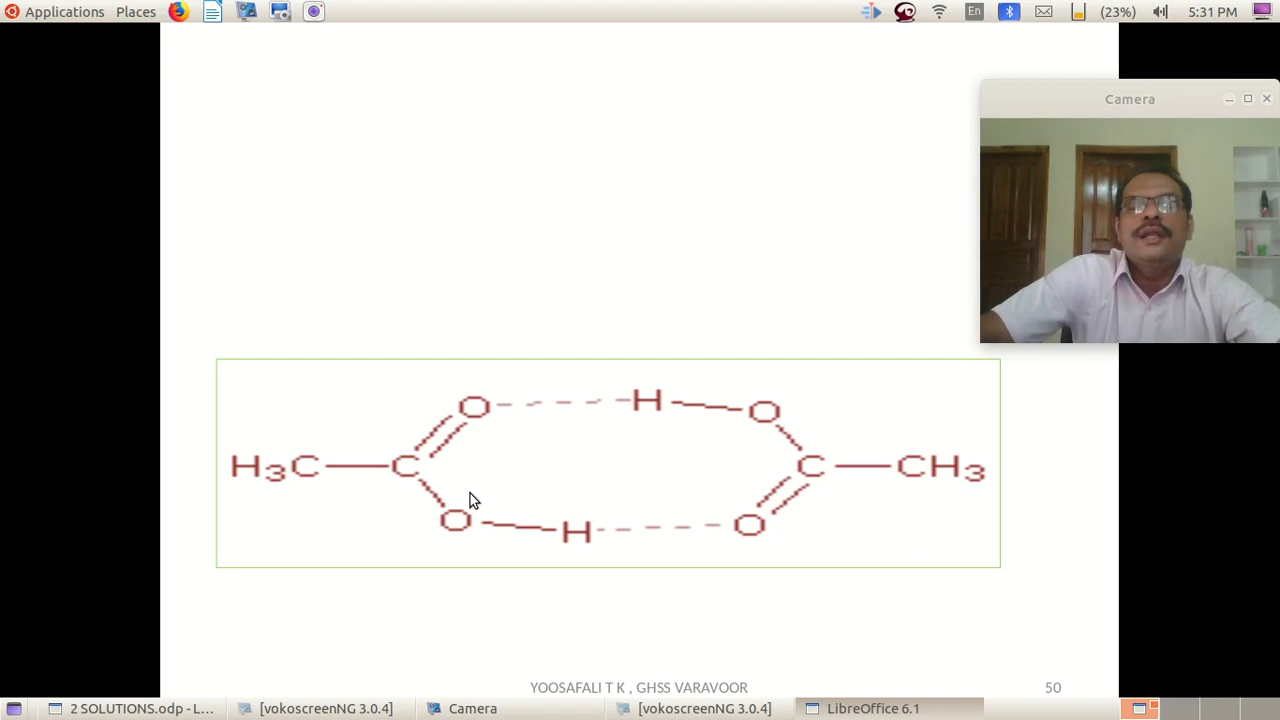 Applications Places En (23%) 5:31 PM
Camera
O H O
H3C C C CH3
O H O
YOOSAFALI T K , GHSS VARAVOOR 50
2 SOLUTIONS.odp - L... [vokoscreenNG 3.0.4] Camera [vokoscreenNG 3.0.4] LibreOffice 6.1